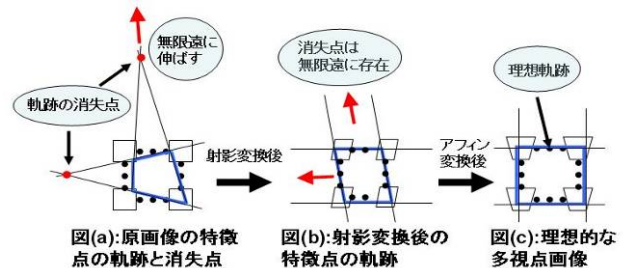 無限遠に
伸ばす
軌跡の消失点
射影変換後
図(a):原画像の特徴
点の軌跡と消失点
消失点は
無限遠に存在
アフィン
変換後
図(b):射影変換後の
特徴点の軌跡
理想軌跡
図(c):理想的な
多視点画像